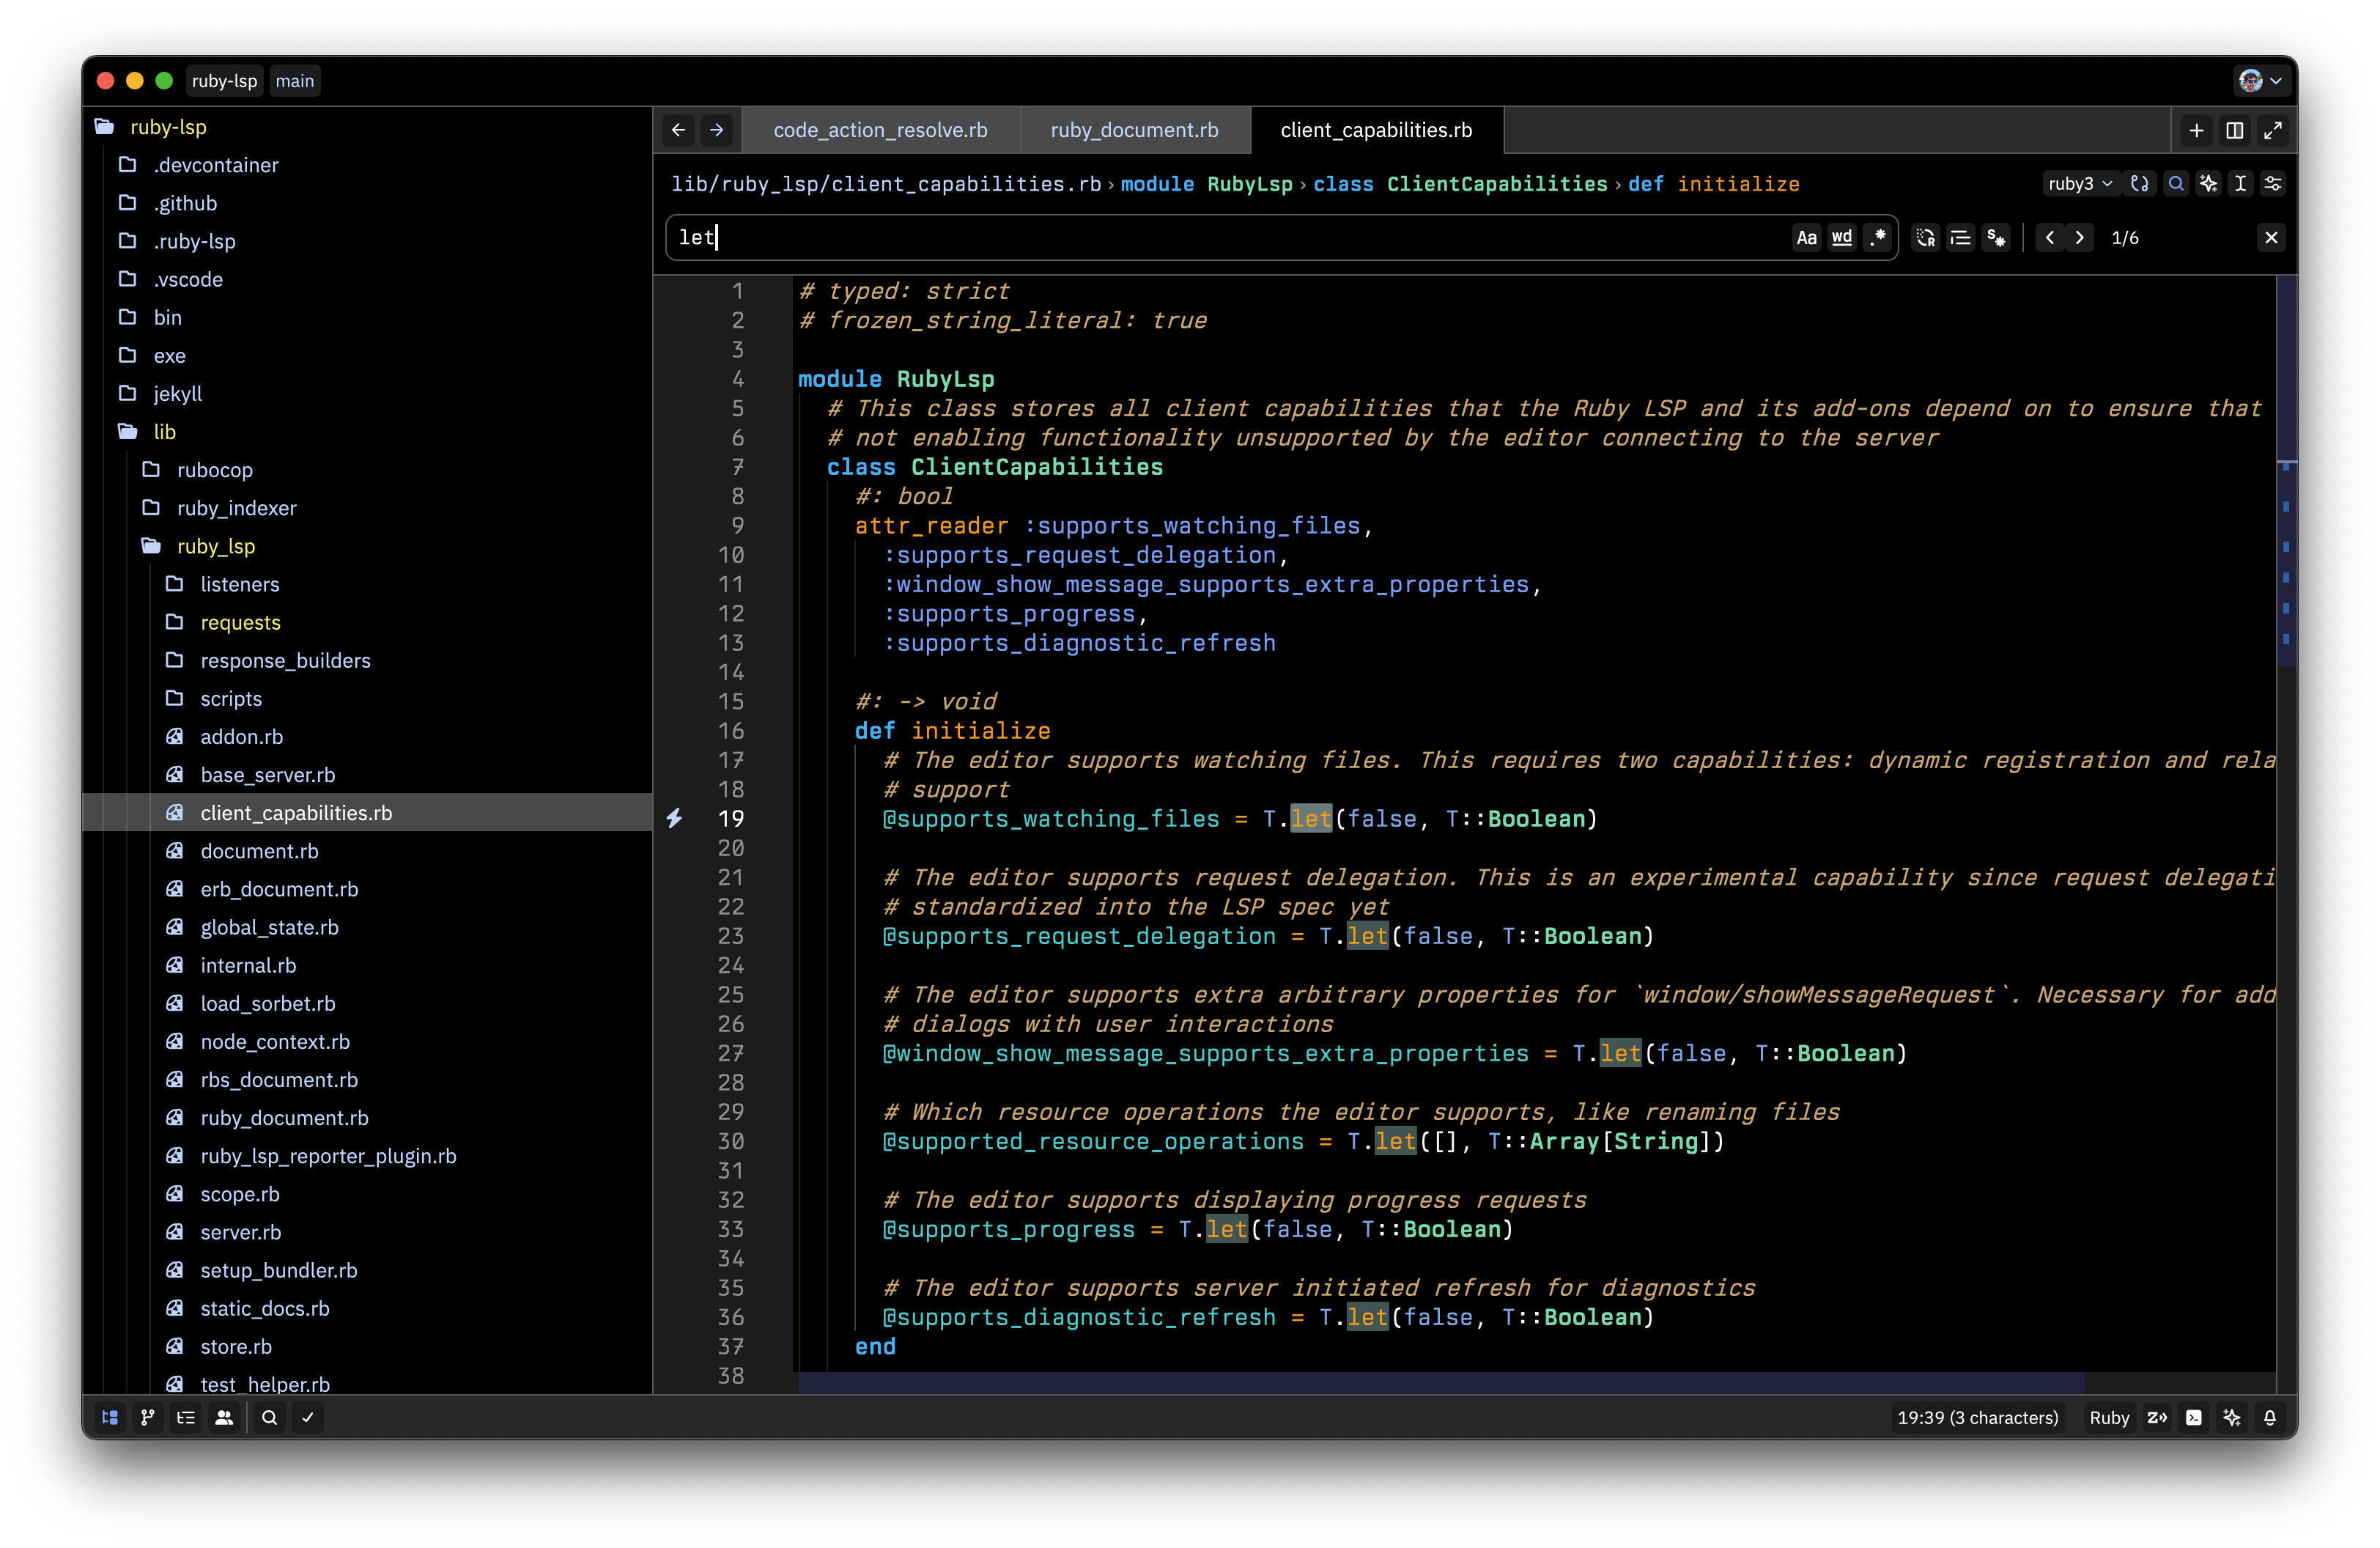 ruby-lsp main
ruby-lsp
.devcontainer
.github
.ruby-lsp
.vscode
bin
exe
jekyll
lib
rubocop
ruby_indexer
ruby_lsp
listeners
requests
response_builders
scripts
addon.rb
base_server.rb
client_capabilities.rb
document.rb
erb_document.rb
global_state.rb
internal.rb
load_sorbet.rb
node_context.rb
rbs_document.rb
ruby_document.rb
ruby_lsp_reporter_plugin.rb
scope.rb
server.rb
setup_bundler.rb
static_docs.rb
store.rb
test_helper.rb
code_action_resolve.rb ruby_document.rb client_capabilities.rb
lib/ruby_lsp/client_capabilities.rb › module RubyLsp › class ClientCapabilities › def initialize ruby3
let Aa wd .* 1/6
1 # typed: strict
2 # frozen_string_literal: true
3
4 module RubyLsp
5 # This class stores all client capabilities that the Ruby LSP and its add-ons depend on to ensure that
6 # not enabling functionality unsupported by the editor connecting to the server
7 class ClientCapabilities
8 #: bool
9 attr_reader :supports_watching_files,
10 :supports_request_delegation,
11 :window_show_message_supports_extra_properties,
12 :supports_progress,
13 :supports_diagnostic_refresh
14
15 #: -> void
16 def initialize
17 # The editor supports watching files. This requires two capabilities: dynamic registration and rela
18 # support
19 @supports_watching_files = T.let(false, T::Boolean)
20
21 # The editor supports request delegation. This is an experimental capability since request delegati
22 # standardized into the LSP spec yet
23 @supports_request_delegation = T.let(false, T::Boolean)
24
25 # The editor supports extra arbitrary properties for `window/showMessageRequest`. Necessary for add
26 # dialogs with user interactions
27 @window_show_message_supports_extra_properties = T.let(false, T::Boolean)
28
29 # Which resource operations the editor supports, like renaming files
30 @supported_resource_operations = T.let([], T::Array[String])
31
32 # The editor supports displaying progress requests
33 @supports_progress = T.let(false, T::Boolean)
34
35 # The editor supports server initiated refresh for diagnostics
36 @supports_diagnostic_refresh = T.let(false, T::Boolean)
37 end
38
19:39 (3 characters) Ruby